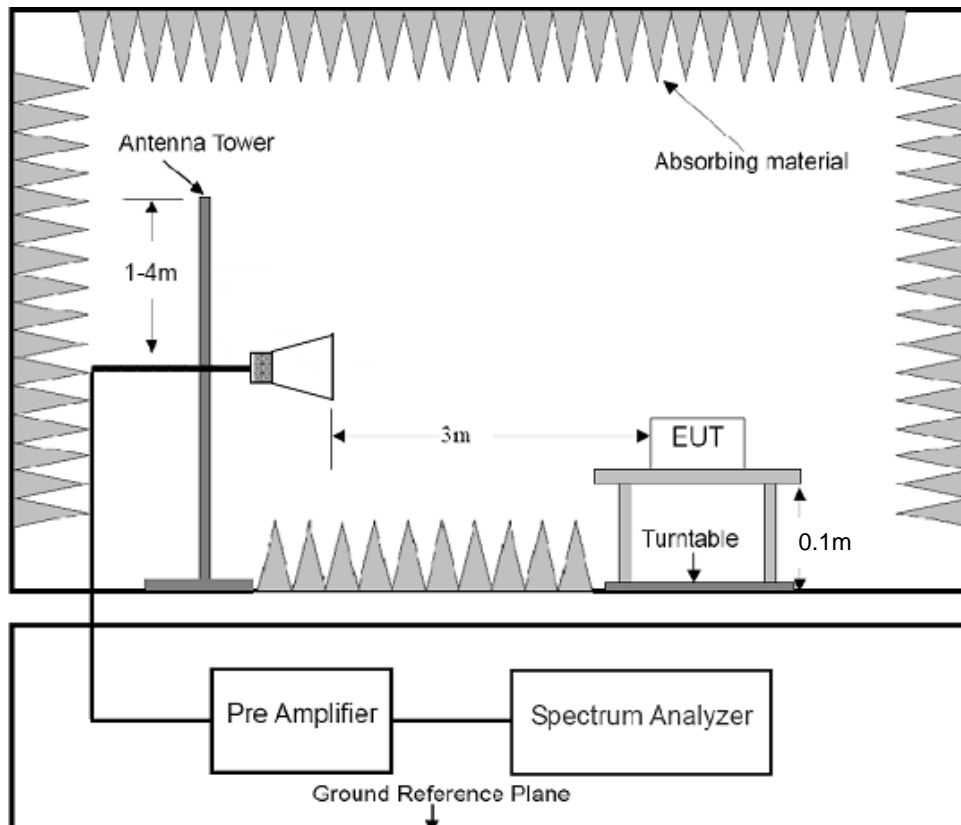 Antenna Tower
Absorbing material
1-4m
3m
EUT
Turntable
0.1m
Pre Amplifier
Spectrum Analyzer
Ground Reference Plane